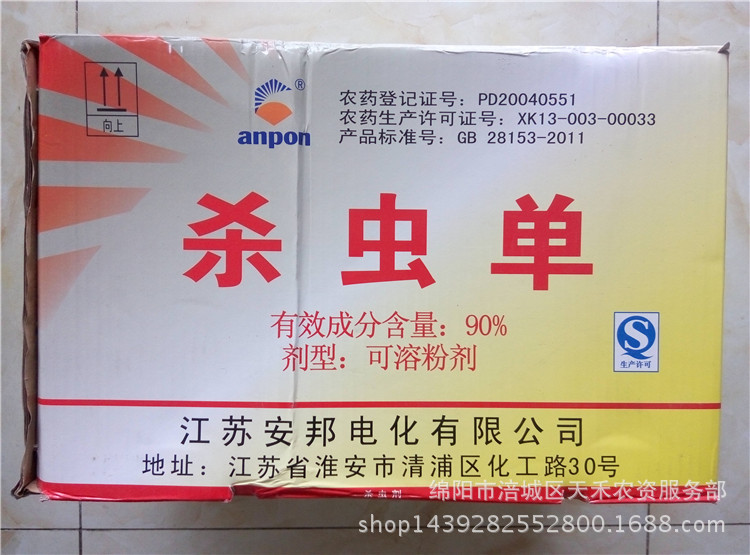 向上
anpon®
农药登记证号：PD20040551
农药生产许可证号：XK13-003-00033
产品标准号：GB 28153-2011
杀虫单
有效成分含量：90%
剂型：可溶粉剂
QS
生产许可
江苏安邦电化有限公司
地址：江苏省淮安市清浦区化工路30号
杀虫剂
绵阳市涪城区天禾农资服务部
shop1439282552800.1688.com